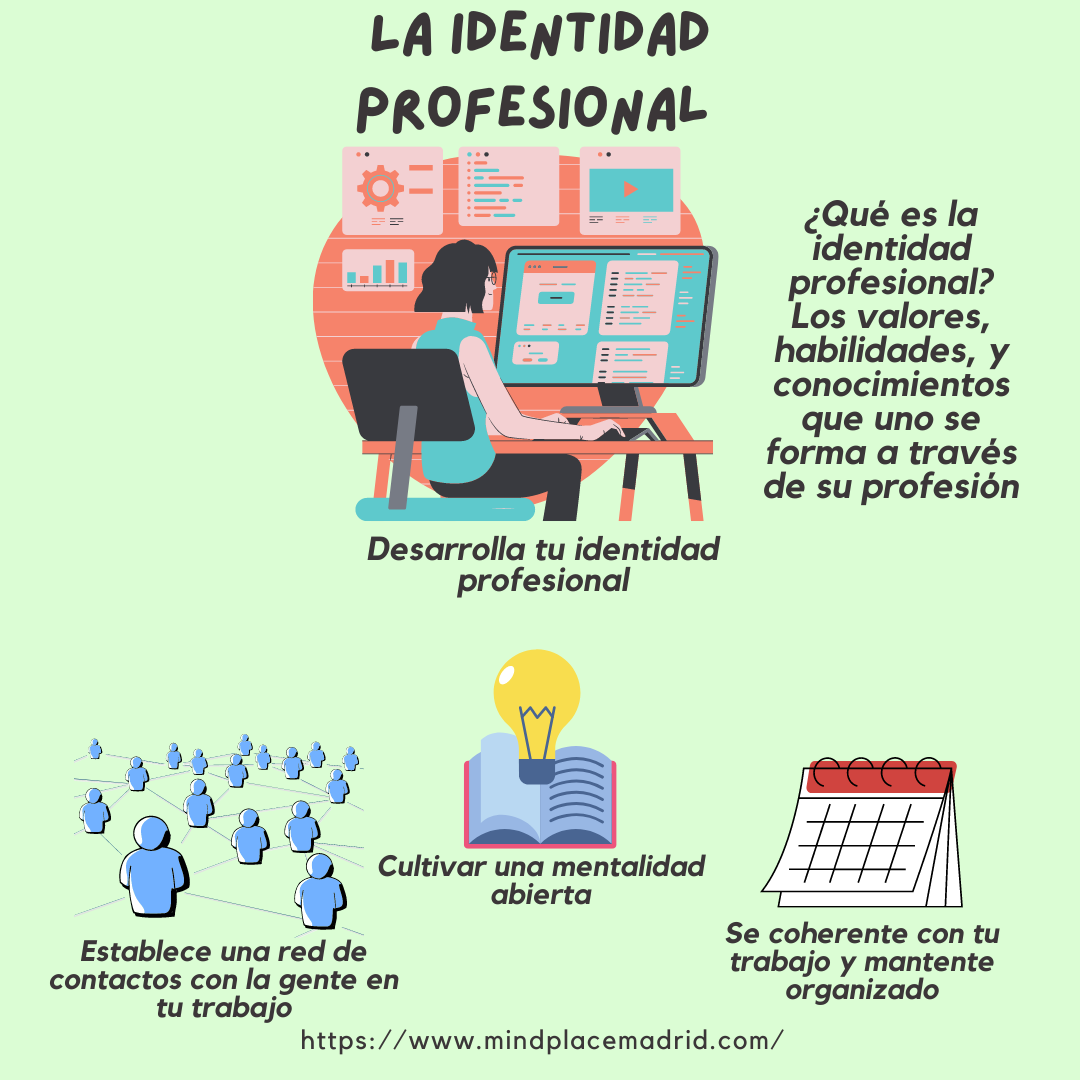 LA IDENTIDAD
PROFESIONAL
¿Qué es la
identidad
profesional?
Los valores,
habilidades, y
conocimientos
que uno se
forma a través
de su profesión
Desarrolla tu identidad
profesional
Cultivar una mentalidad
abierta
Establece una red de
contactos con la gente en
tu trabajo
Se coherente con tu
trabajo y mantente
organizado
https://www.mindplacemadrid.com/